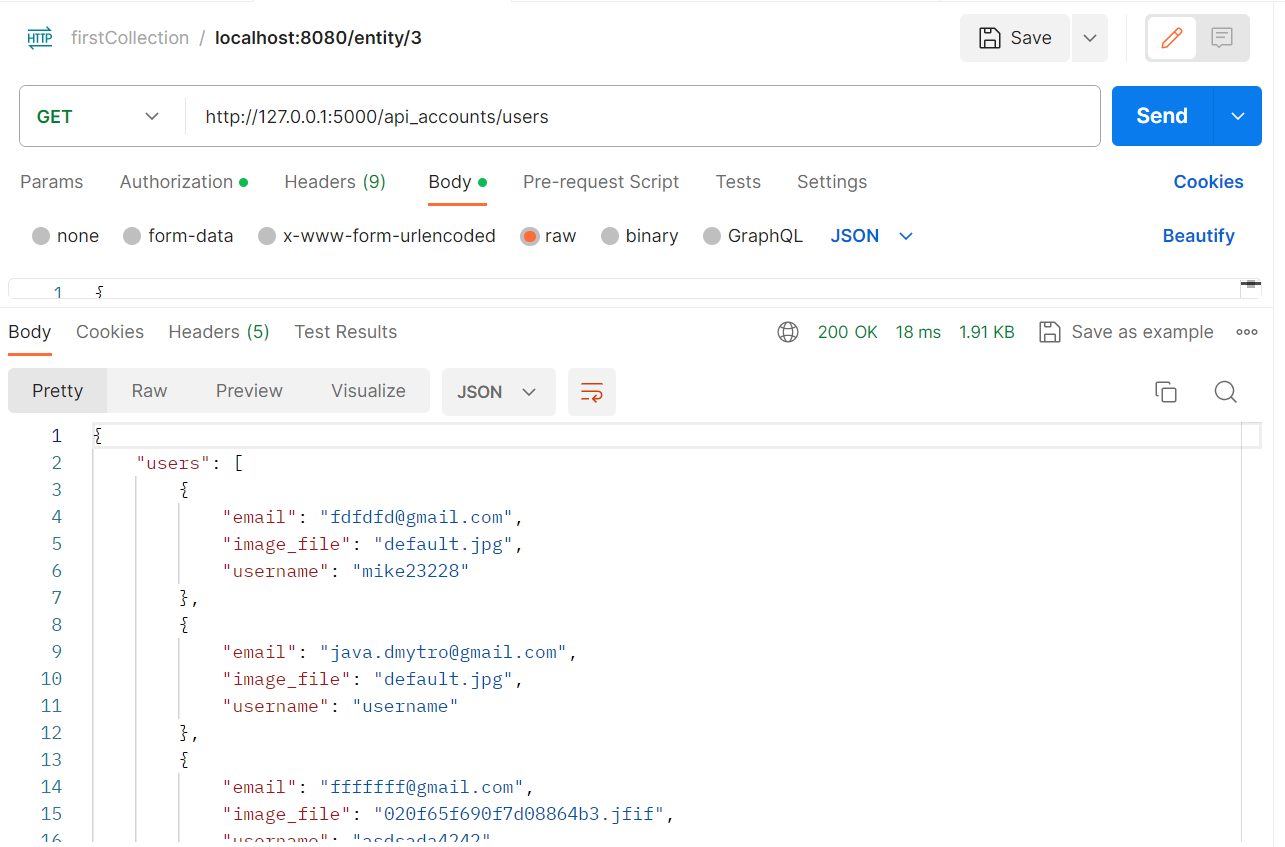 HTTP firstCollection / localhost:8080/entity/3 Save
GET http://127.0.0.1:5000/api_accounts/users Send
Params Authorization Headers (9) Body Pre-request Script Tests Settings Cookies
none form-data x-www-form-urlencoded raw binary GraphQL JSON Beautify
1 {
Body Cookies Headers (5) Test Results 200 OK 18 ms 1.91 KB Save as example
Pretty Raw Preview Visualize JSON
1 {
2 "users": [
3 {
4 "email": "fdfdfd@gmail.com",
5 "image_file": "default.jpg",
6 "username": "mike23228"
7 },
8 {
9 "email": "java.dmytro@gmail.com",
10 "image_file": "default.jpg",
11 "username": "username"
12 },
13 {
14 "email": "fffffff@gmail.com",
15 "image_file": "020f65f690f7d08864b3.jfif",
16 "username": "asdsada4242"